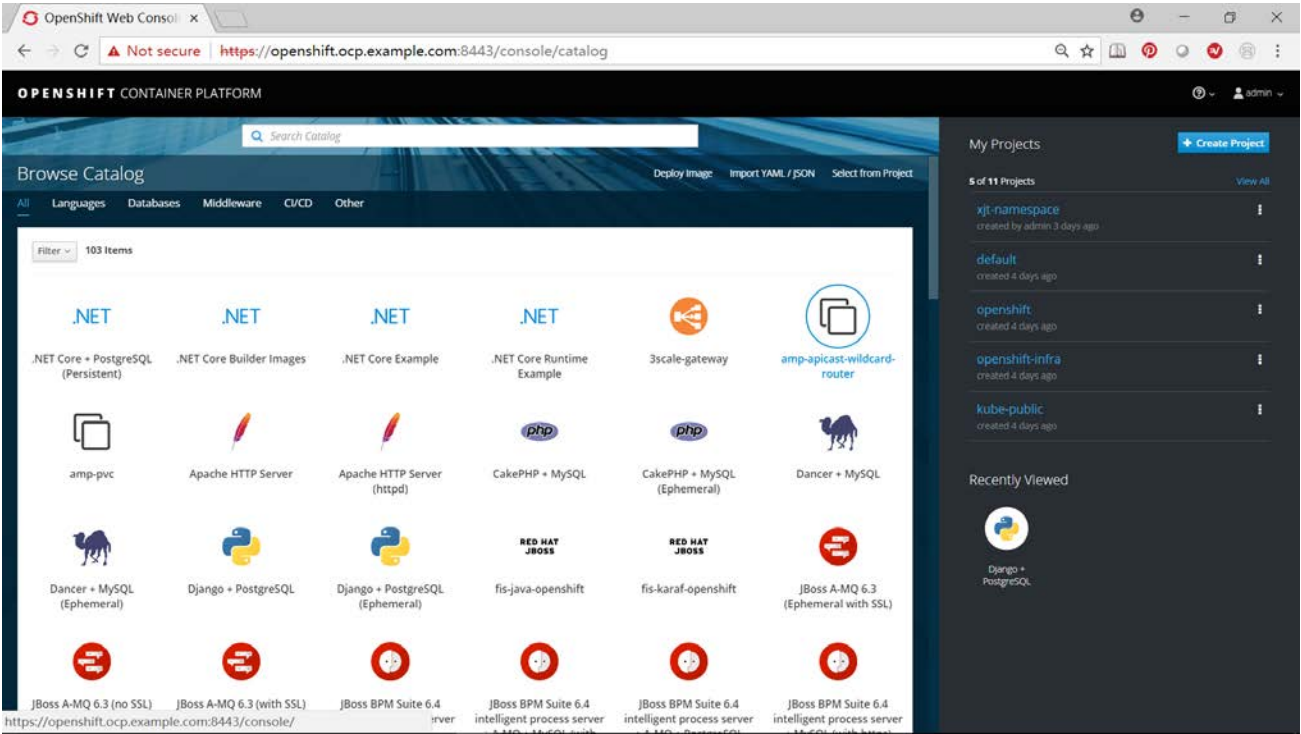 OpenShift Web Consol
Not secure https://openshift.ocp.example.com:8443/console/catalog
OPENSHIFT CONTAINER PLATFORM
admin
Search Catalog
Browse Catalog
Deploy Image Import YAML / JSON Select from Project
All Languages Databases Middleware CI/CD Other
Filter 103 Items
.NET
.NET Core + PostgreSQL
(Persistent)
.NET
.NET Core Builder Images
.NET
.NET Core Example
.NET
.NET Core Runtime
Example
3scale-gateway
amp-apicast-wildcard-
router
amp-pvc
Apache HTTP Server
Apache HTTP Server
(httpd)
php
CakePHP + MySQL
php
CakePHP + MySQL
(Ephemeral)
Dancer + MySQL
Dancer + MySQL
(Ephemeral)
Django + PostgreSQL
Django + PostgreSQL
(Ephemeral)
RED HAT
JBOSS
fis-java-openshift
RED HAT
JBOSS
fis-karaf-openshift
JBoss A-MQ 6.3
(Ephemeral with SSL)
JBoss A-MQ 6.3 (no SSL)
JBoss A-MQ 6.3 (with SSL)
JBoss BPM Suite 6.4
JBoss BPM Suite 6.4
intelligent process server
JBoss BPM Suite 6.4
intelligent process server
JBoss BPM Suite 6.4
intelligent process server
https://openshift.ocp.example.com:8443/console/
My Projects
Create Project
5 of 11 Projects View All
xjt-namespace
created by admin 3 days ago
default
created 4 days ago
openshift
created 4 days ago
openshift-infra
created 4 days ago
kube-public
created 4 days ago
Recently Viewed
Django +
PostgreSQL